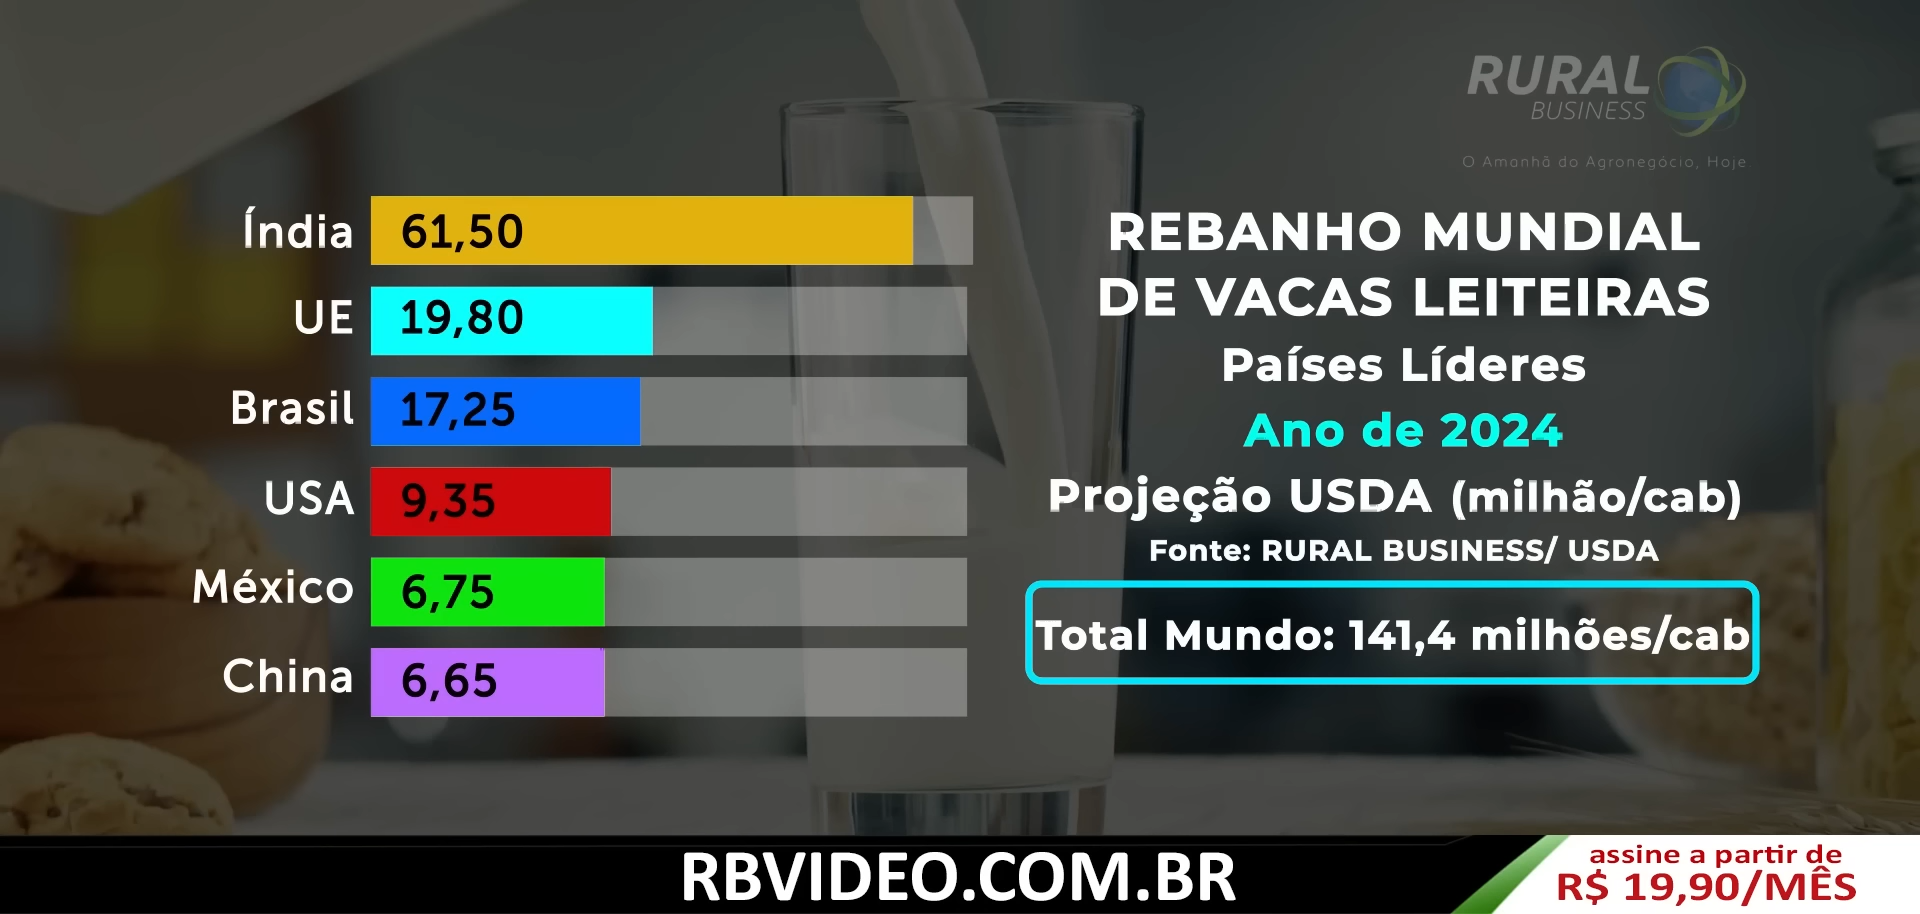 RURAL
BUSINESS
O Amanhã do Agronegócio, Hoje.
Índia 61,50
UE 19,80
Brasil 17,25
USA 9,35
México 6,75
China 6,65
REBANHO MUNDIAL
DE VACAS LEITEIRAS
Países Líderes
Ano de 2024
Projeção USDA (milhão/cab)
Fonte: RURAL BUSINESS/ USDA
Total Mundo: 141,4 milhões/cab
RBVIDEO.COM.BR
assine a partir de
R$ 19,90/MÊS